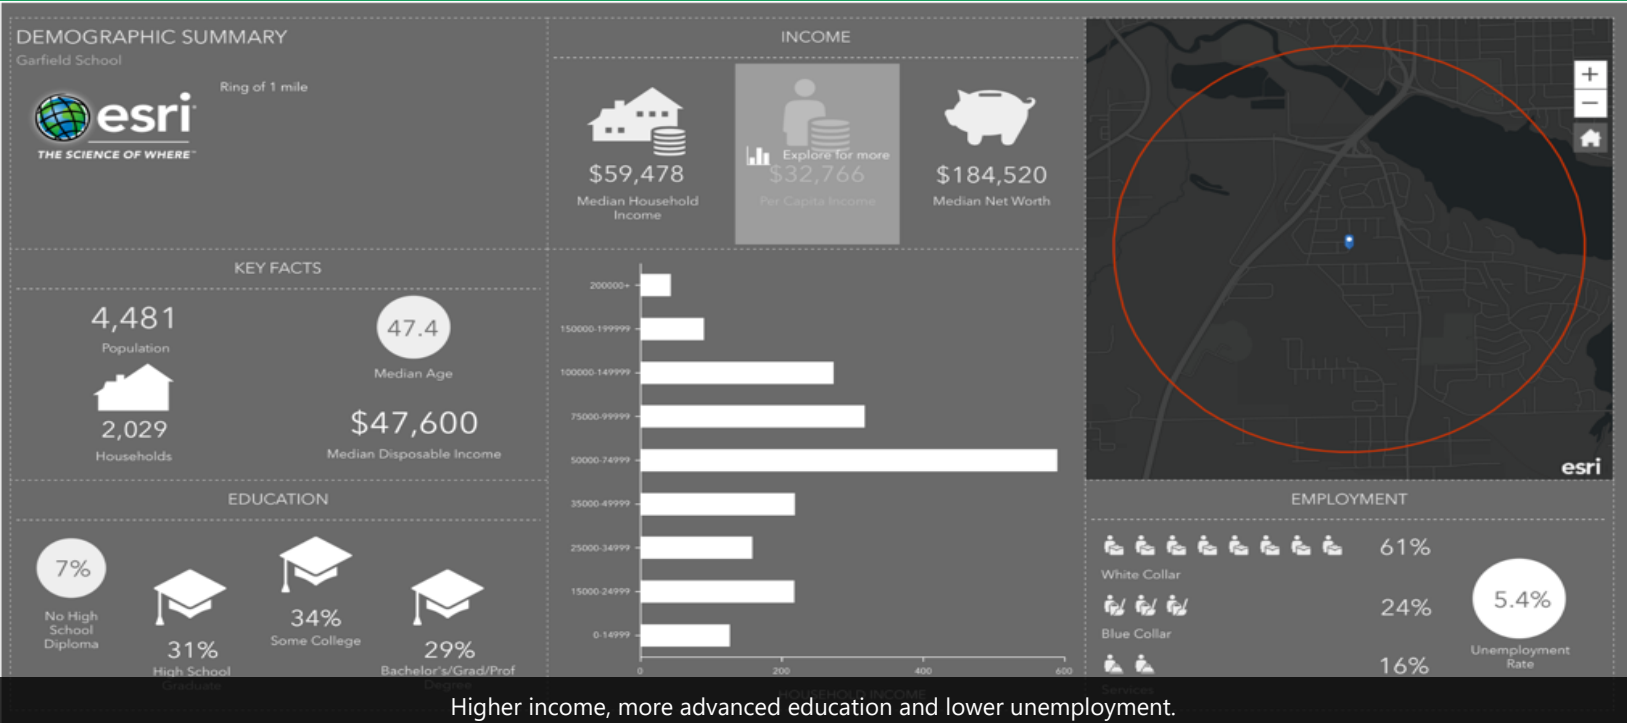 DEMOGRAPHIC SUMMARY
Garfield School
Ring of 1 mile
esri
THE SCIENCE OF WHERE
INCOME
$59,478
Median Household
Income
Explore for more
$32,766
Per Capita Income
$184,520
Median Net Worth
+
−
esri
KEY FACTS
4,481
Population
47.4
Median Age
2,029
Households
$47,600
Median Disposable Income
200000+
150000-199999
100000-149999
75000-99999
50000-74999
35000-49999
25000-34999
15000-24999
0-14999
0 200 400 600
HOUSEHOLD INCOME
EDUCATION
7%
No High
School
Diploma
31%
High School
Graduate
34%
Some College
29%
Bachelor's/Grad/Prof
Degree
EMPLOYMENT
61%
White Collar
24%
Blue Collar
16%
Services
5.4%
Unemployment
Rate
Higher income, more advanced education and lower unemployment.